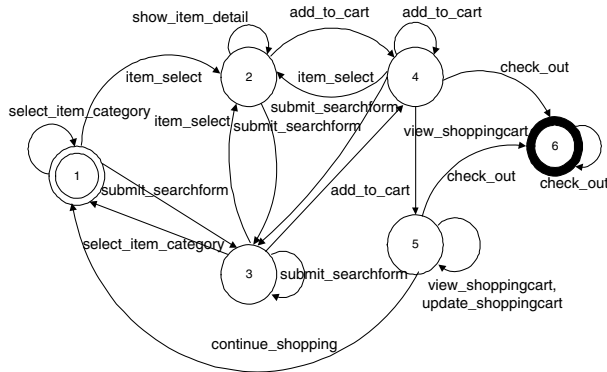 show_item_detail
add_to_cart
add_to_cart
2
4
item_select
item_select
check_out
select_item_category
item_select
submit_searchform
submit_searchform
view_shoppingcart
6
1
submit_searchform
add_to_cart
check_out
check_out
select_item_category
3
submit_searchform
5
view_shoppingcart,
update_shoppingcart
continue_shopping